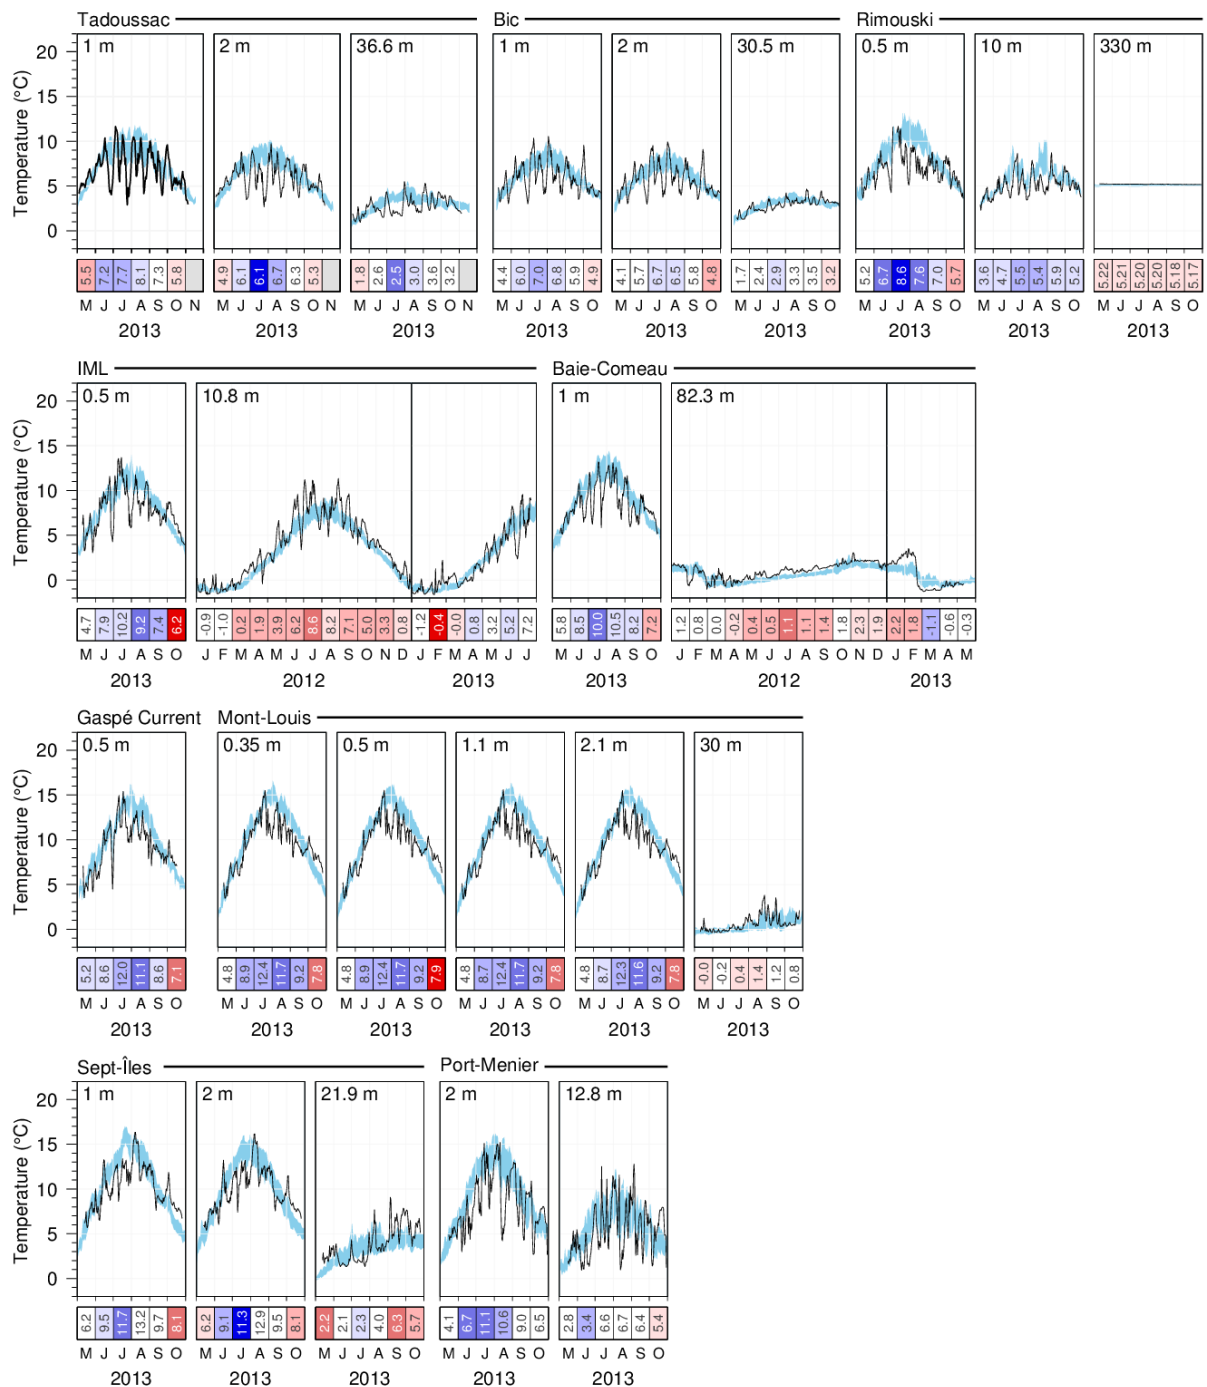 Tadoussac Bic Rimouski
1 m 2 m 36.6 m 1 m 2 m 30.5 m 0.5 m 10 m 330 m
Temperature (°C)
20
15
10
5
0
5.5 7.2 7.7 8.1 7.3 5.8 4.9 6.1 6.1 6.7 6.3 5.3 1.8 2.6 2.5 3.0 3.6 3.2 4.4 6.0 7.0 6.8 5.9 4.9 4.1 5.7 6.7 6.5 5.8 4.8 1.7 2.4 2.9 3.3 3.5 3.2 5.2 6.7 8.6 7.6 7.0 5.7 3.6 4.7 5.5 5.4 5.9 5.2 5.22 5.21 5.20 5.20 5.18 5.17
M J J A S O N M J J A S O N M J J A S O N M J J A S O M J J A S O M J J A S O M J J A S O M J J A S O M J J A S O
2013 2013 2013 2013 2013 2013 2013 2013 2013
IML Baie-Comeau
0.5 m 10.8 m 1 m 82.3 m
Temperature (°C)
20
15
10
5
0
4.7 7.9 10.2 9.2 7.4 6.2 -0.9 -1.0 0.2 1.9 3.9 6.2 8.6 8.2 7.1 5.0 3.3 0.8 -1.2 -0.4 -0.0 0.8 3.2 5.2 7.2 5.8 8.5 10.0 10.5 8.2 7.2 1.2 0.8 0.0 -0.2 0.4 0.5 1.1 1.1 1.4 1.8 2.3 1.9 2.2 1.8 -1.1 -0.6 -0.3
M J J A S O J F M A M J J A S O N D J F M A M J J M J J A S O J F M A M J J A S O N D J F M A M
2013 2012 2013 2013 2012 2013
Gaspé Current Mont-Louis
0.5 m 0.35 m 0.5 m 1.1 m 2.1 m 30 m
Temperature (°C)
20
15
10
5
0
5.2 8.6 12.0 11.1 8.6 7.1 4.8 8.9 12.4 11.7 9.2 7.8 4.8 8.9 12.4 11.7 9.2 7.9 4.8 8.7 12.4 11.7 9.2 7.8 4.8 8.7 12.3 11.6 9.2 7.8 -0.0 -0.2 0.4 1.4 1.2 0.8
M J J A S O M J J A S O M J J A S O M J J A S O M J J A S O M J J A S O
2013 2013 2013 2013 2013 2013
Sept-Îles Port-Menier
1 m 2 m 21.9 m 2 m 12.8 m
Temperature (°C)
20
15
10
5
0
6.2 9.5 11.7 13.2 9.7 8.1 6.2 9.1 11.3 12.9 9.5 8.1 2.2 2.1 2.3 4.0 6.3 5.7 4.1 6.7 11.1 10.6 9.0 6.5 2.8 3.4 6.6 6.7 6.4 5.4
M J J A S O M J J A S O M J J A S O M J J A S O M J J A S O
2013 2013 2013 2013 2013